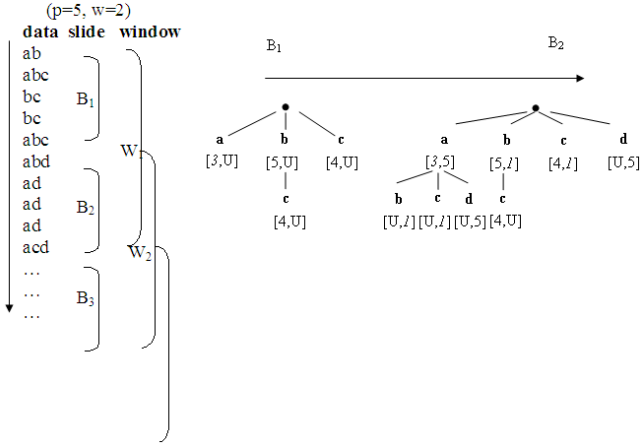 (p=5, w=2)
data slide window
ab
abc
bc
bc
abc
abd
ad
ad
ad
acd
…
…
…
B1
B2
B3
W1
W2
B1
B2
a b c
[3,U] [5,U] [4,U]
c
[4,U]
a b c d
[3,5] [5,1] [4,1] [U,5]
b c d c
[U,1] [U,1] [U,5] [4,U]